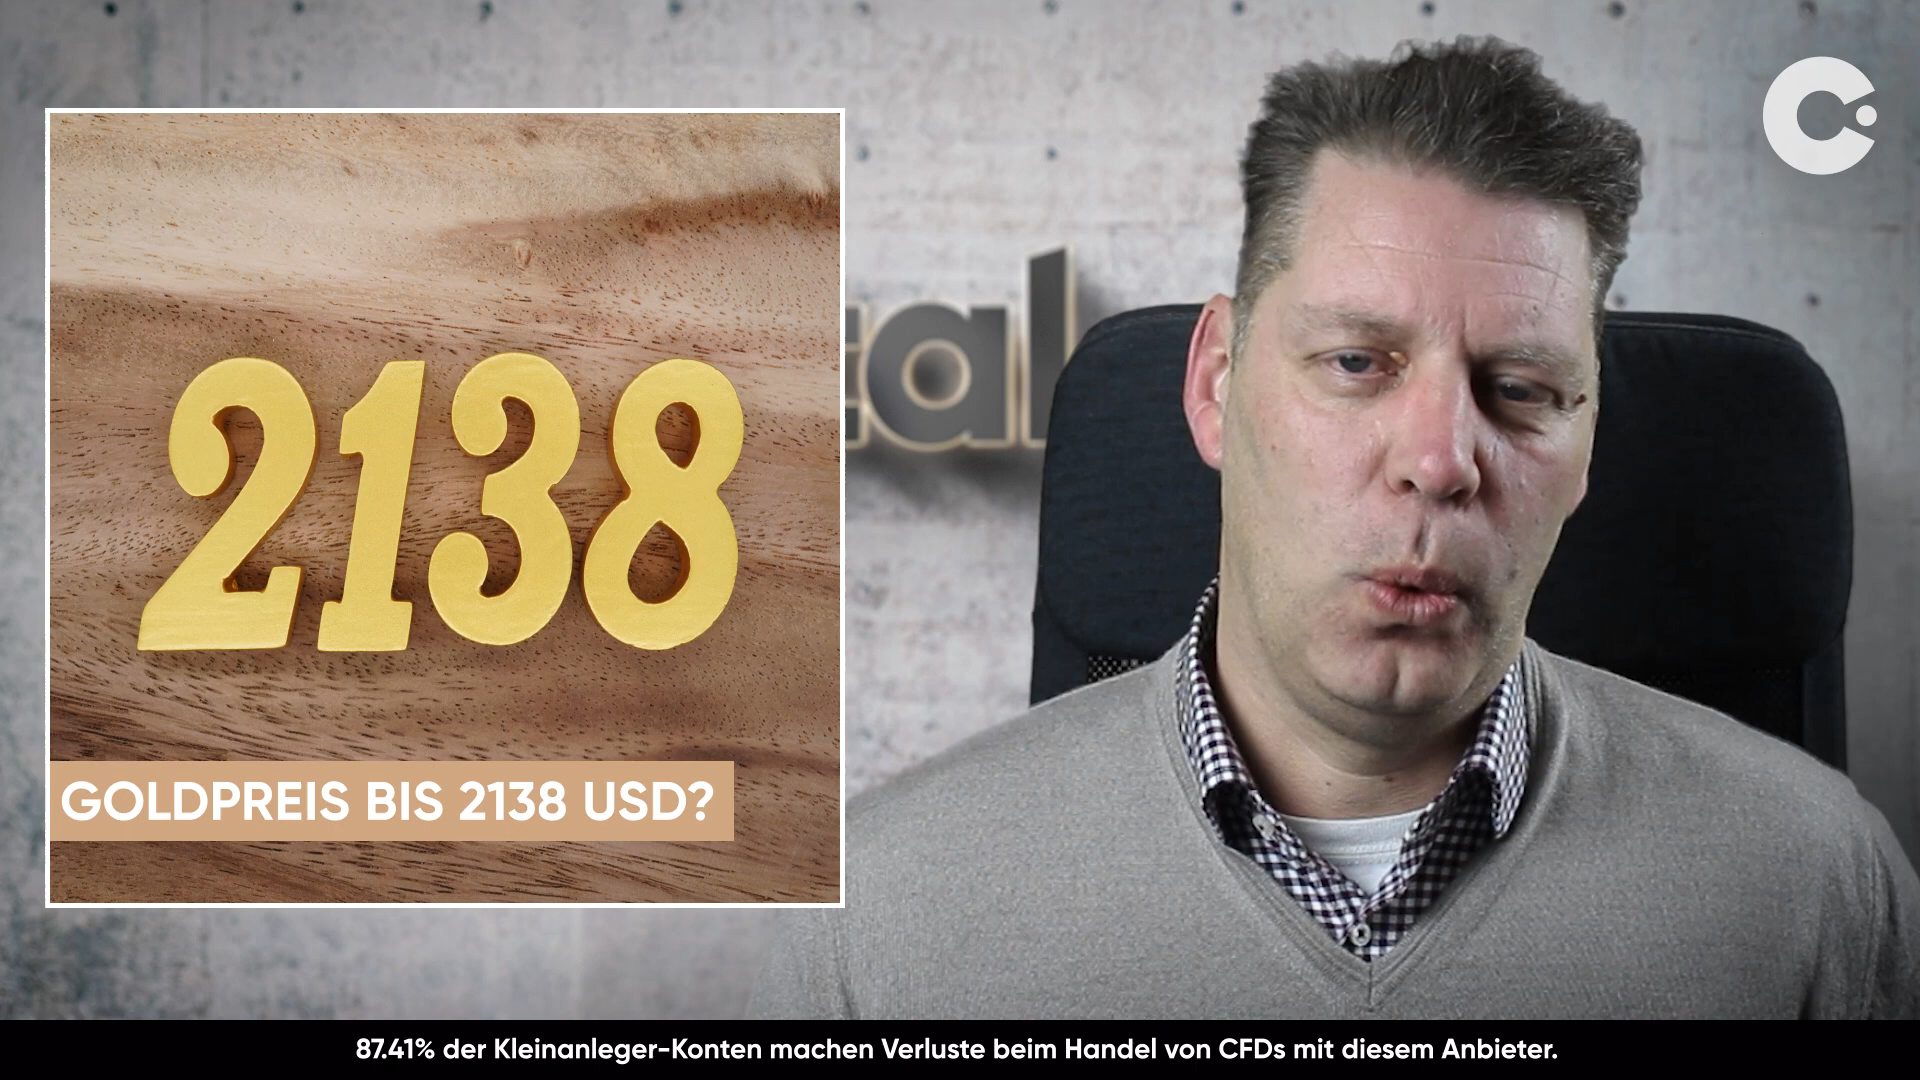 2138
GOLDPREIS BIS 2138 USD?
tal
87.41% der Kleinanleger-Konten machen Verluste beim Handel von CFDs mit diesem Anbieter.